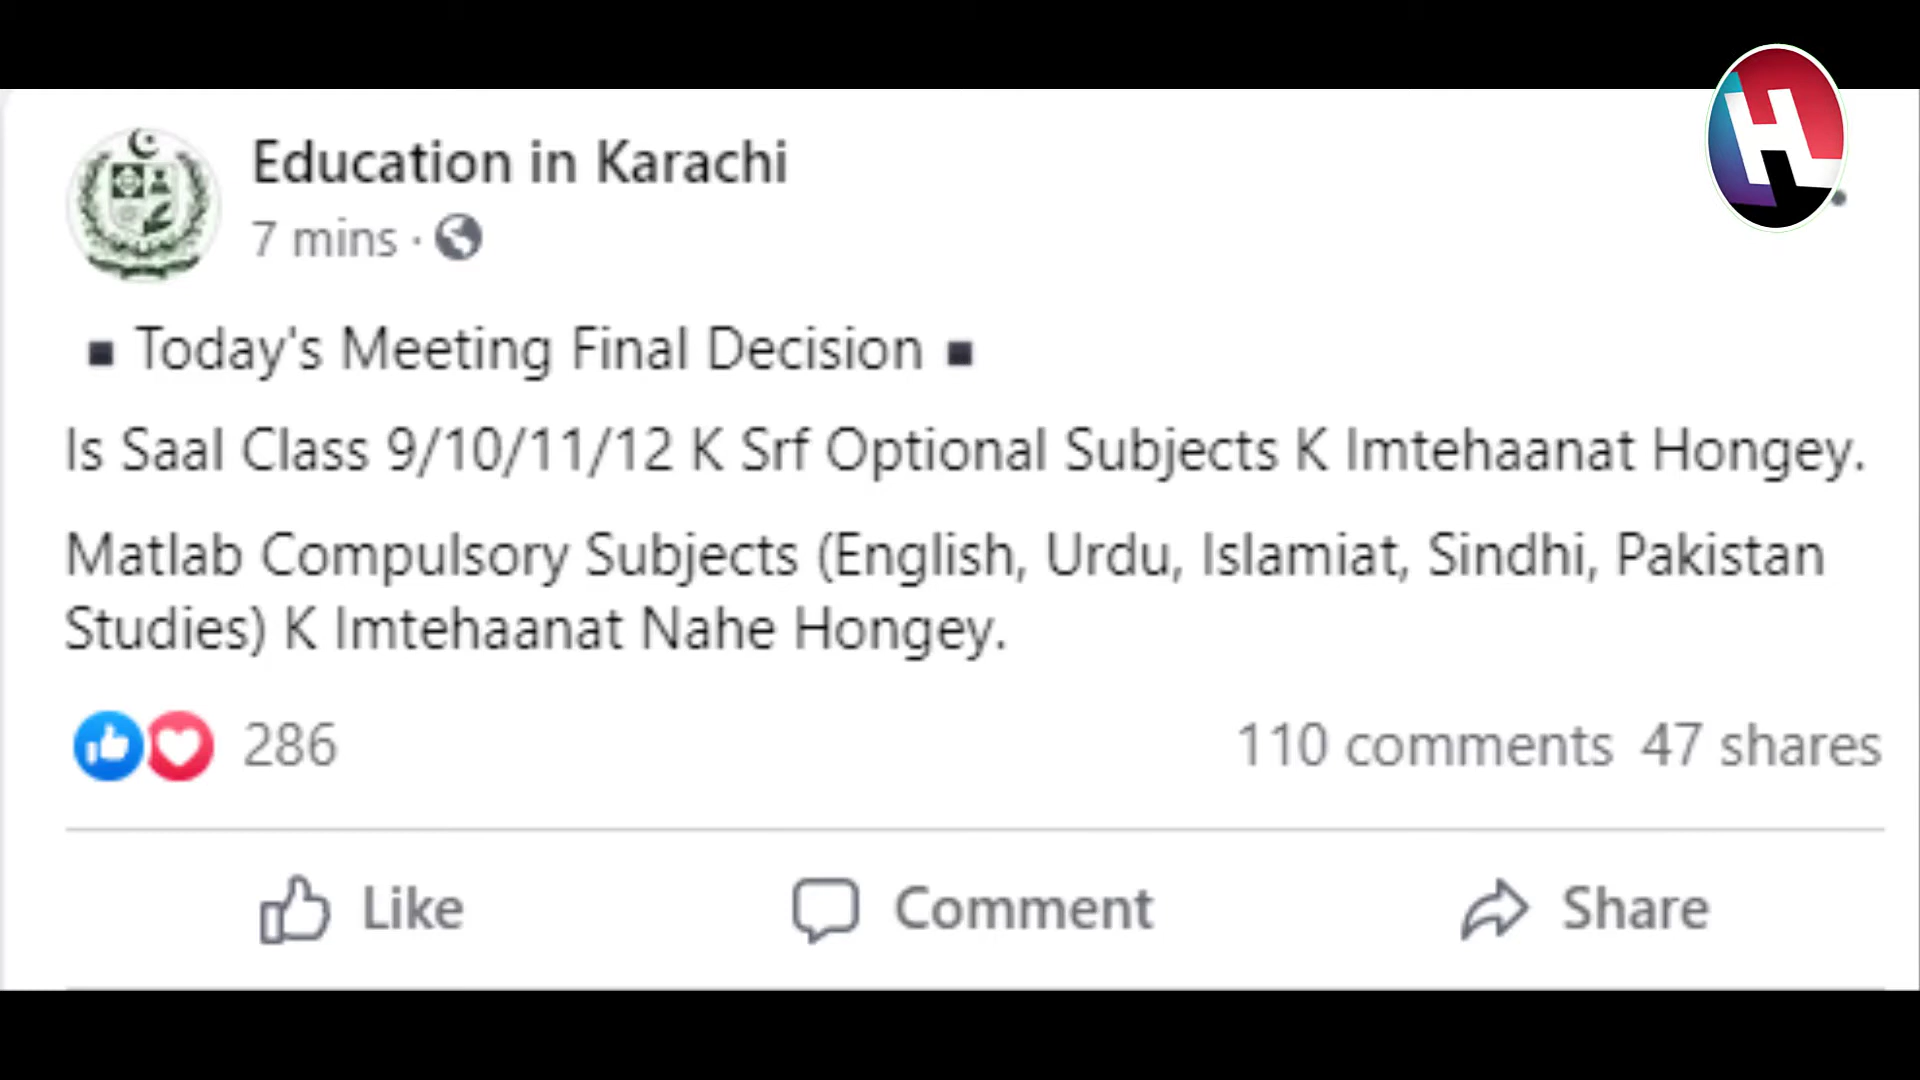 Education in Karachi
7 mins ·
▪ Today's Meeting Final Decision ▪
Is Saal Class 9/10/11/12 K Srf Optional Subjects K Imtehaanat Hongey.
Matlab Compulsory Subjects (English, Urdu, Islamiat, Sindhi, Pakistan
Studies) K Imtehaanat Nahe Hongey.
286
110 comments 47 shares
Like Comment Share
H